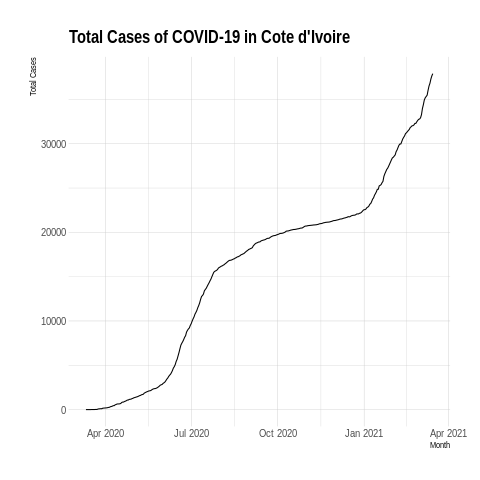 Total Cases of COVID-19 in Cote d'Ivoire
Total Cases
30000
20000
10000
0
Apr 2020 Jul 2020 Oct 2020 Jan 2021 Apr 2021
Month